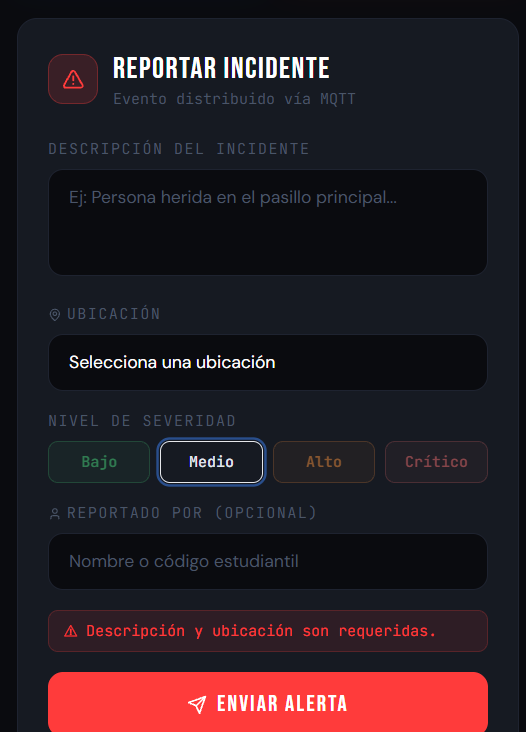 REPORTAR INCIDENTE
Evento distribuido vía MQTT
DESCRIPCIÓN DEL INCIDENTE
Ej: Persona herida en el pasillo principal...
UBICACIÓN
Selecciona una ubicación
NIVEL DE SEVERIDAD
Bajo Medio Alto Crítico
REPORTADO POR (OPCIONAL)
Nombre o código estudiantil
Descripción y ubicación son requeridas.
ENVIAR ALERTA